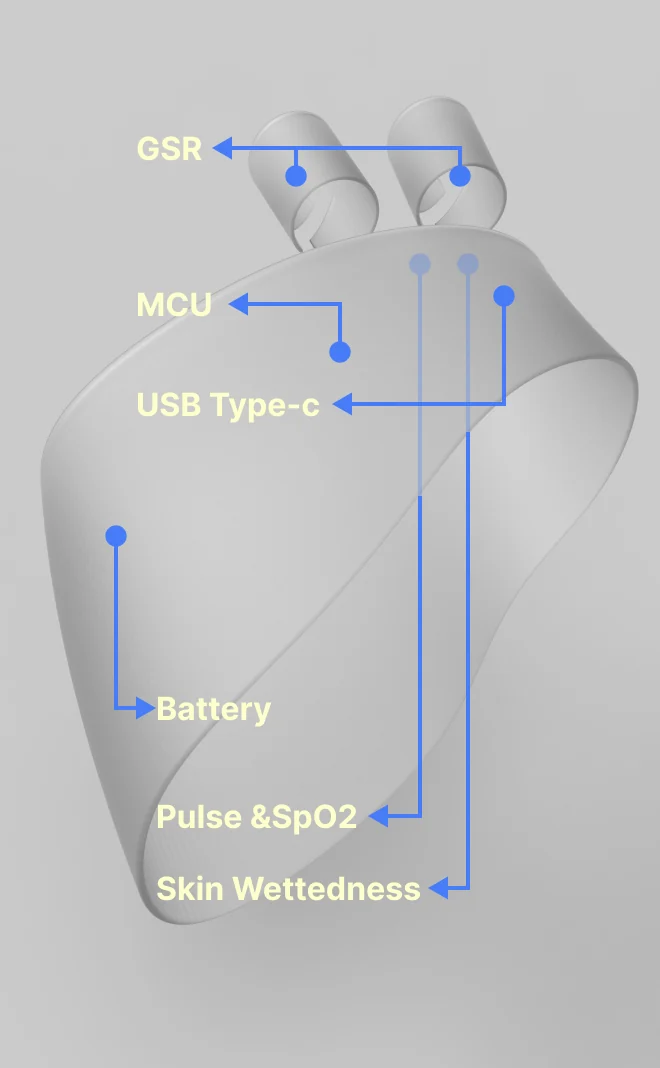 GSR
MCU
USB Type-c
Battery
Pulse &SpO2
Skin Wettedness